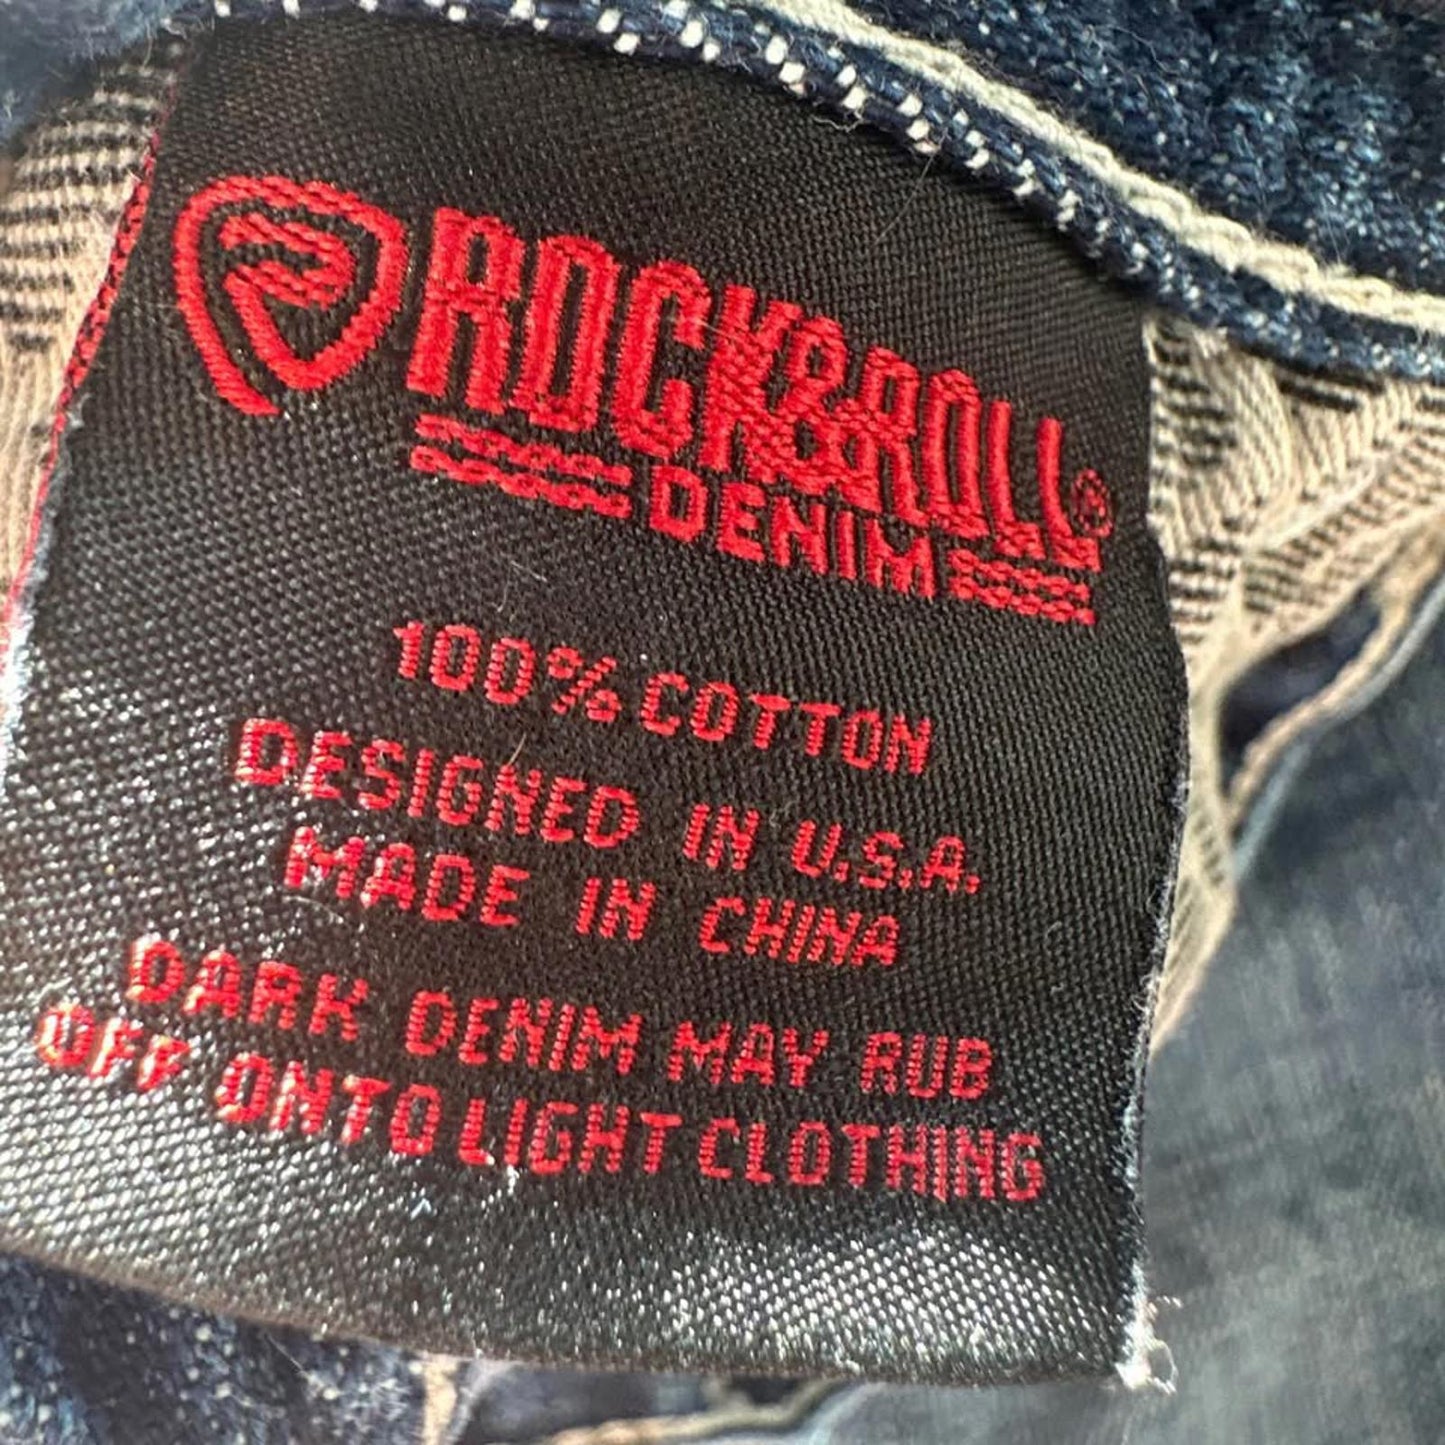 ROCK&ROLL®
DENIM
100% COTTON
DESIGNED IN U.S.A.
MADE IN CHINA
DARK DENIM MAY RUB
OFF ONTO LIGHT CLOTHING